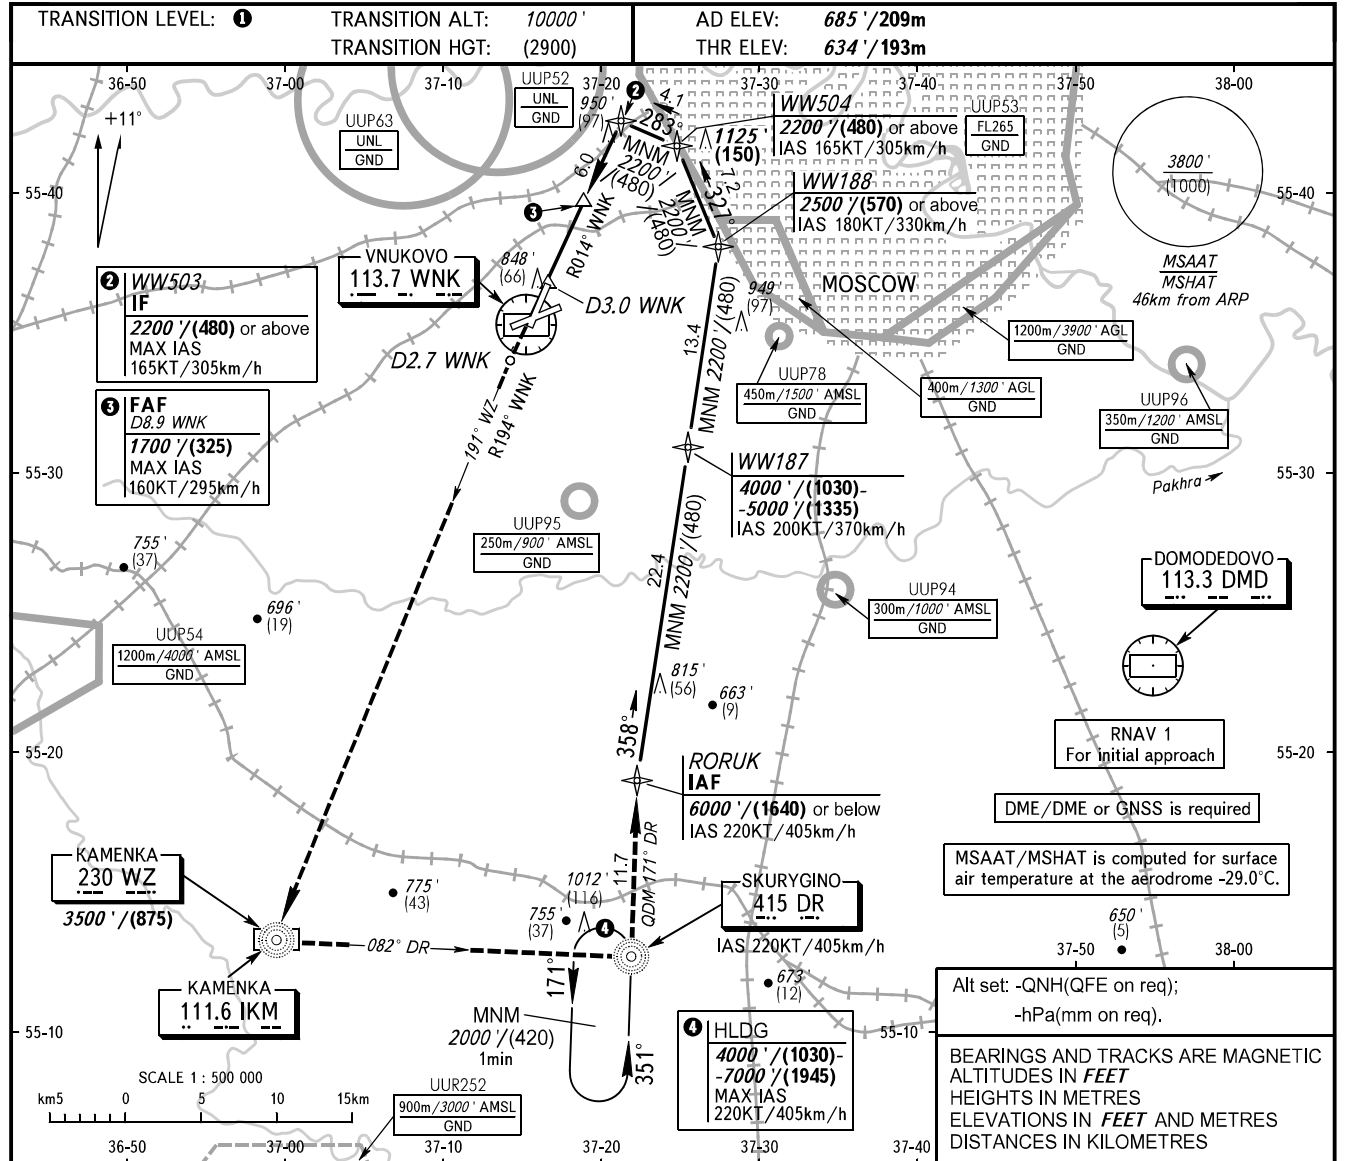 TRANSITION LEVEL: ❶
TRANSITION ALT: 10000 '
TRANSITION HGT: (2900)
AD ELEV: 685 '/209m
THR ELEV: 634 '/193m
36-50 37-00 37-10 37-20 37-30 37-40 37-50 38-00
+11°
UUP63
UNL
GND
UUP52
UNL
GND
950 '
(97)
❷
4.1
283°
1125 '
(150)
WW504
2200 '/(480) or above
IAS 165KT/305km/h
UUP53
FL265
GND
3800 '
(1000)
MSAAT
MSHAT
46km from ARP
55-40
55-40
6.0
MNM
2200 '/
/(480)
7.2
327°
MNM
2200 '
/(480)
WW188
2500 '/(570) or above
IAS 180KT/330km/h
❸
R014° WNK
VNUKOVO
113.7 WNK
848 '
(66)
D3.0 WNK
D2.7 WNK
❷ WW503
IF
2200 '/(480) or above
MAX IAS
165KT/305km/h
❸ FAF
D8.9 WNK
1700 '/(325)
MAX IAS
160KT/295km/h
MOSCOW
949
(97)
13.4
MNM 2200 '/(480)
1200m/3900 ' AGL
GND
UUP78
450m/1500 ' AMSL
GND
400m/1300 ' AGL
GND
UUP96
350m/1200 ' AMSL
GND
191° WZ
R194° WNK
55-30
55-30
Pakhra
WW187
4000 '/(1030)-
-5000 '/(1335)
IAS 200KT/370km/h
UUP95
250m/900 ' AMSL
GND
755 '
(37)
22.4
MNM 2200 '/(480)
DOMODEDOVO
113.3 DMD
696 '
(19)
UUP94
300m/1000 ' AMSL
GND
UUP54
1200m/4000 ' AMSL
GND
815 '
(56)
663 '
(9)
358°
RNAV 1
For initial approach
55-20
55-20
RORUK
IAF
6000 '/(1640) or below
IAS 220KT/405km/h
DME/DME or GNSS is required
MSAAT/MSHAT is computed for surface
air temperature at the aerodrome -29.0°C.
11.7
QDM 171° DR
KAMENKA
230 WZ
3500 '/(875)
775 '
(43)
1012 '
(116)
755 '
(37)
❹
SKURYGINO
415 DR
IAS 220KT/405km/h
650 '
(5)
37-50 38-00
082° DR
171°
673 '
(12)
KAMENKA
111.6 IKM
MNM
2000 '/(420)
1min
351°
55-10
55-10
❹ HLDG
4000 '/(1030)-
-7000 '/(1945)
MAX IAS
220KT/405km/h
Alt set: -QNH(QFE on req);
-hPa(mm on req).
BEARINGS AND TRACKS ARE MAGNETIC
ALTITUDES IN FEET
HEIGHTS IN METRES
ELEVATIONS IN FEET AND METRES
DISTANCES IN KILOMETRES
SCALE 1 : 500 000
km5 0 5 10 15km
UUR252
900m/3000 ' AMSL
GND
36-50 37-00 37-10 37-20 37-30 37-40